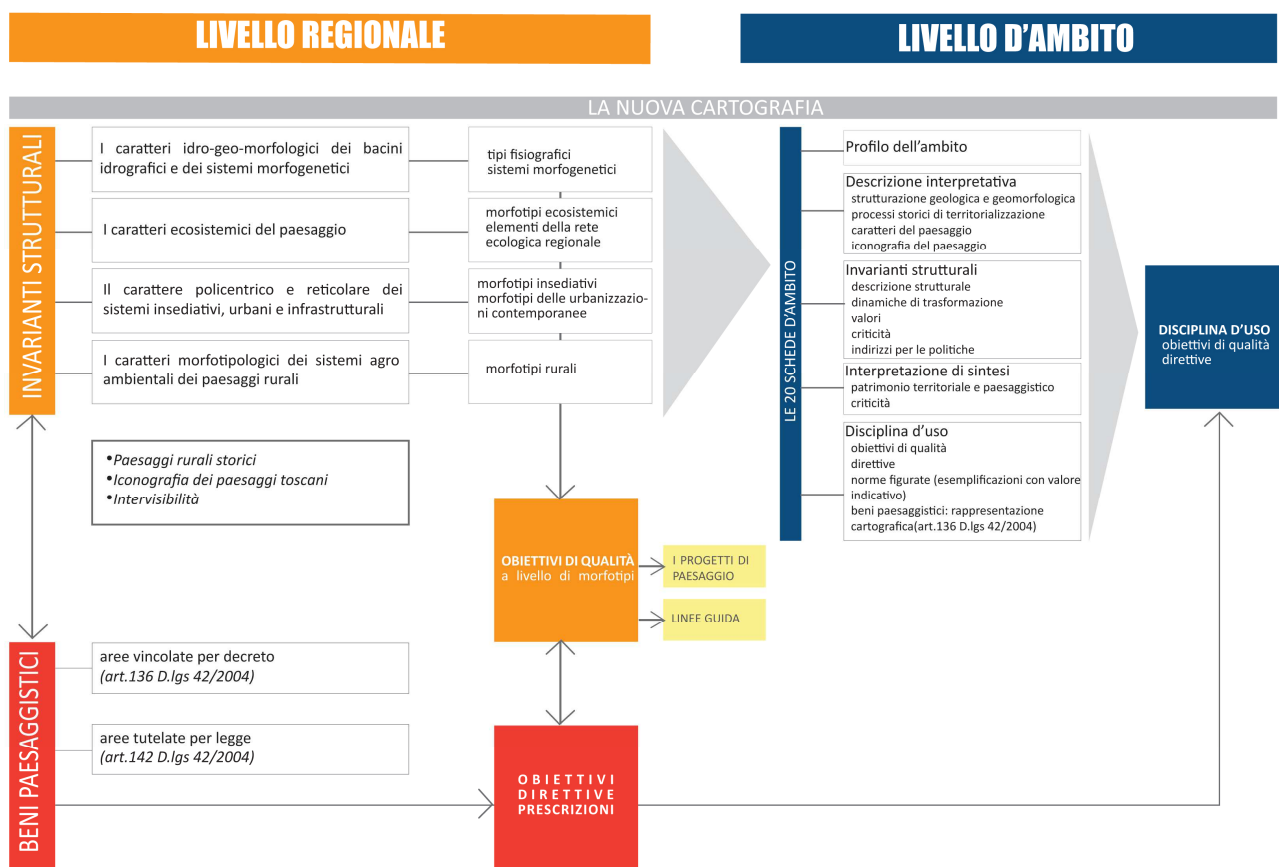 LIVELLO REGIONALE
LIVELLO D'AMBITO
LA NUOVA CARTOGRAFIA
INVARIANTI STRUTTURALI
I caratteri idro-geo-morfologici dei bacini
idrografici e dei sistemi morfogenetici
tipi fisiografici
sistemi morfogenetici
I caratteri ecosistemici del paesaggio
morfotipi ecosistemici
elementi della rete
ecologica regionale
Il carattere policentrico e reticolare dei
sistemi insediativi, urbani e infrastrutturali
morfotipi insediativi
morfotipi delle urbanizzazio-
ni contemporanee
I caratteri morfotipologici dei sistemi agro
ambientali dei paesaggi rurali
morfotipi rurali
•Paesaggi rurali storici
•Iconografia dei paesaggi toscani
•Intervisibilità
OBIETTIVI DI QUALITÀ
a livello di morfotipi
I PROGETTI DI
PAESAGGIO
LINEE GUIDA
BENI PAESAGGISTICI
aree vincolate per decreto
(art.136 D.lgs 42/2004)
aree tutelate per legge
(art.142 D.lgs 42/2004)
OBIETTIVI
DIRETTIVE
PRESCRIZIONI
LE 20 SCHEDE D'AMBITO
Profilo dell'ambito
Descrizione interpretativa
strutturazione geologica e geomorfologica
processi storici di territorializzazione
caratteri del paesaggio
iconografia del paesaggio
Invarianti strutturali
descrizione strutturale
dinamiche di trasformazione
valori
criticità
indirizzi per le politiche
Interpretazione di sintesi
patrimonio territoriale e paesaggistico
criticità
Disciplina d'uso
obiettivi di qualità
direttive
norme figurate (esemplificazioni con valore
indicativo)
beni paesaggistici: rappresentazione
cartografica(art.136 D.lgs 42/2004)
DISCIPLINA D'USO
obiettivi di qualità
direttive